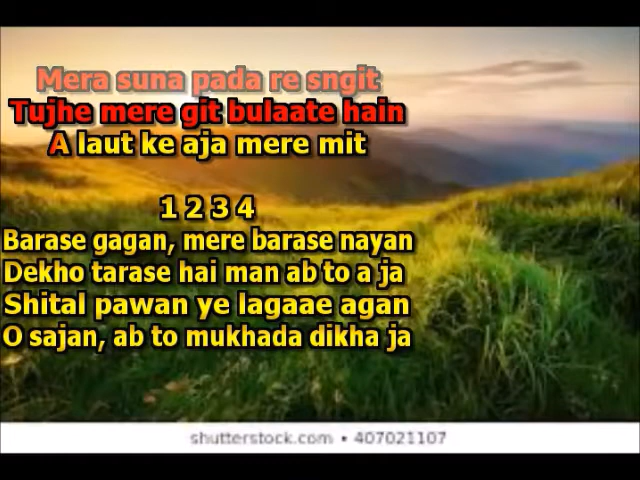 Mera suna pada re sngit
Tujhe mere git bulaate hain
A laut ke aja mere mit
1 2 3 4
Barase gagan, mere barase nayan
Dekho tarase hai man ab to a ja
Shital pawan ye lagaae agan
O sajan, ab to mukhada dikha ja
shutterstock.com • 407021107